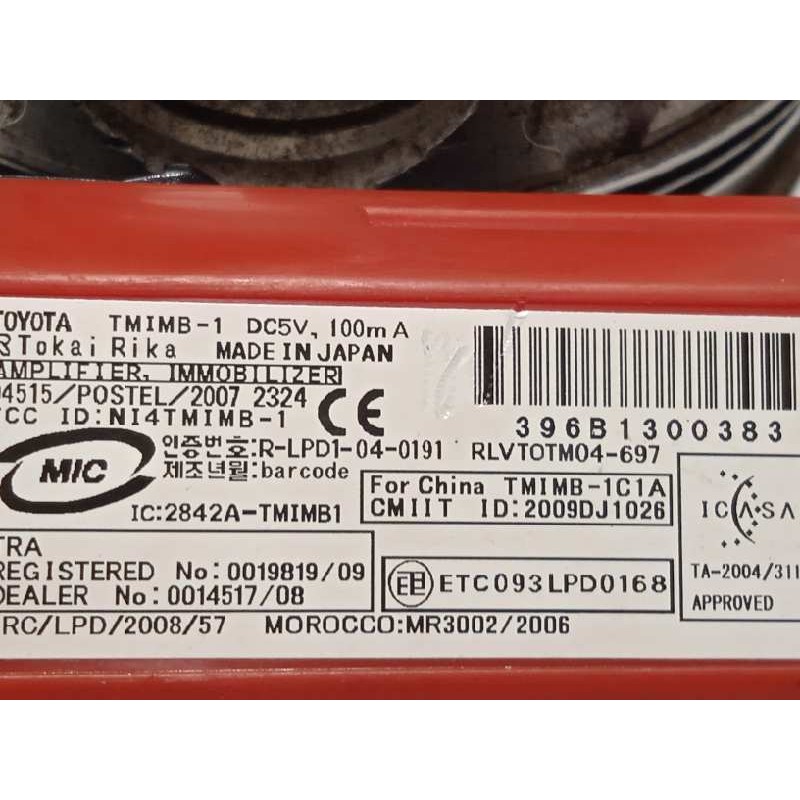 TOYOTA TMIMB-1 DC5V, 100mA
Tokai Rika MADE IN JAPAN
AMPLIFIER, IMMOBILIZER
04515/POSTEL/2007 2324
FCC ID:NI4TMIMB-1
CE
396B1300383
MIC
인증번호:R-LPD1-04-0191
RLVTOTM04-697
제조년월:barcode
IC:2842A-TMIMB1
For China TMIMB-1C1A
CMIIT ID:2009DJ1026
ICASA
TA-2004/311
APPROVED
TRA
REGISTERED No:0019819/09
DEALER No:0014517/08
ETC093LPD0168
RC/LPD/2008/57 MOROCCO:MR3002/2006